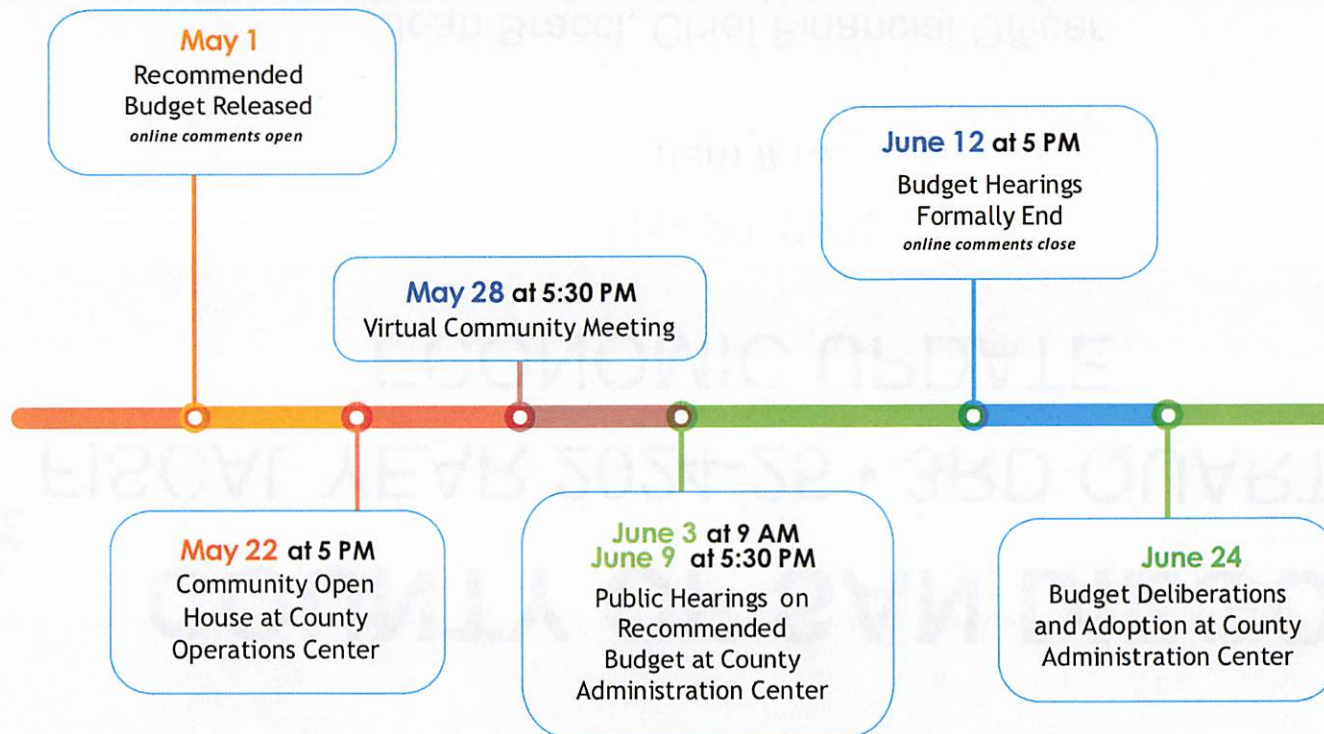 May 1
Recommended
Budget Released
online comments open
June 12 at 5 PM
Budget Hearings
Formally End
online comments close
May 28 at 5:30 PM
Virtual Community Meeting
May 22 at 5 PM
Community Open
House at County
Operations Center
June 3 at 9 AM
June 9 at 5:30 PM
Public Hearings on
Recommended
Budget at County
Administration Center
June 24
Budget Deliberations
and Adoption at County
Administration Center